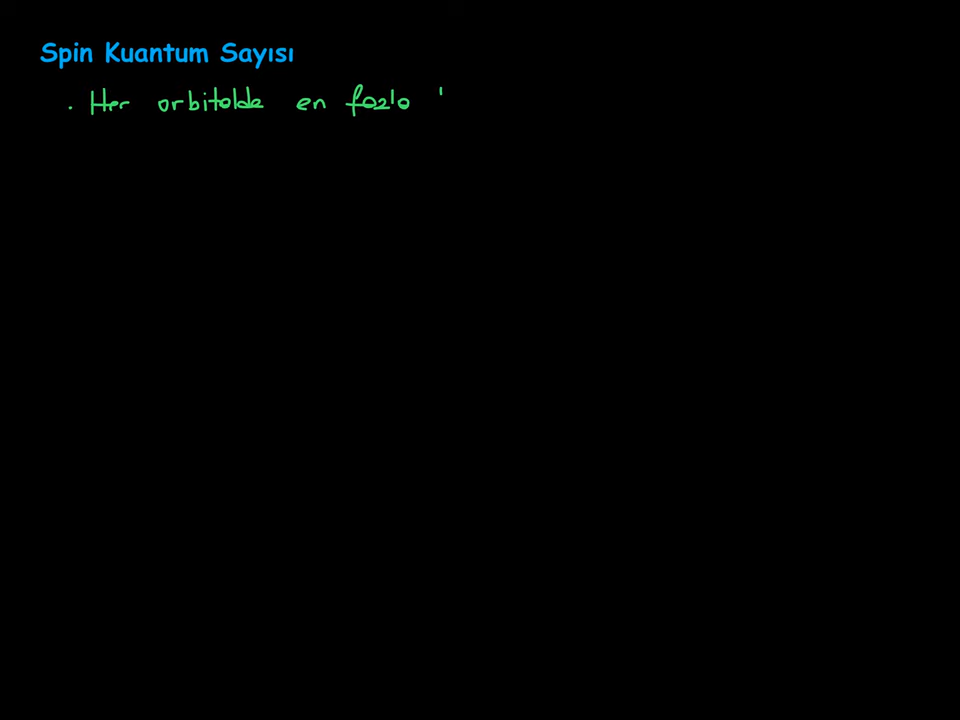 Spin Kuantum Sayısı
. Her orbitalde en fazla